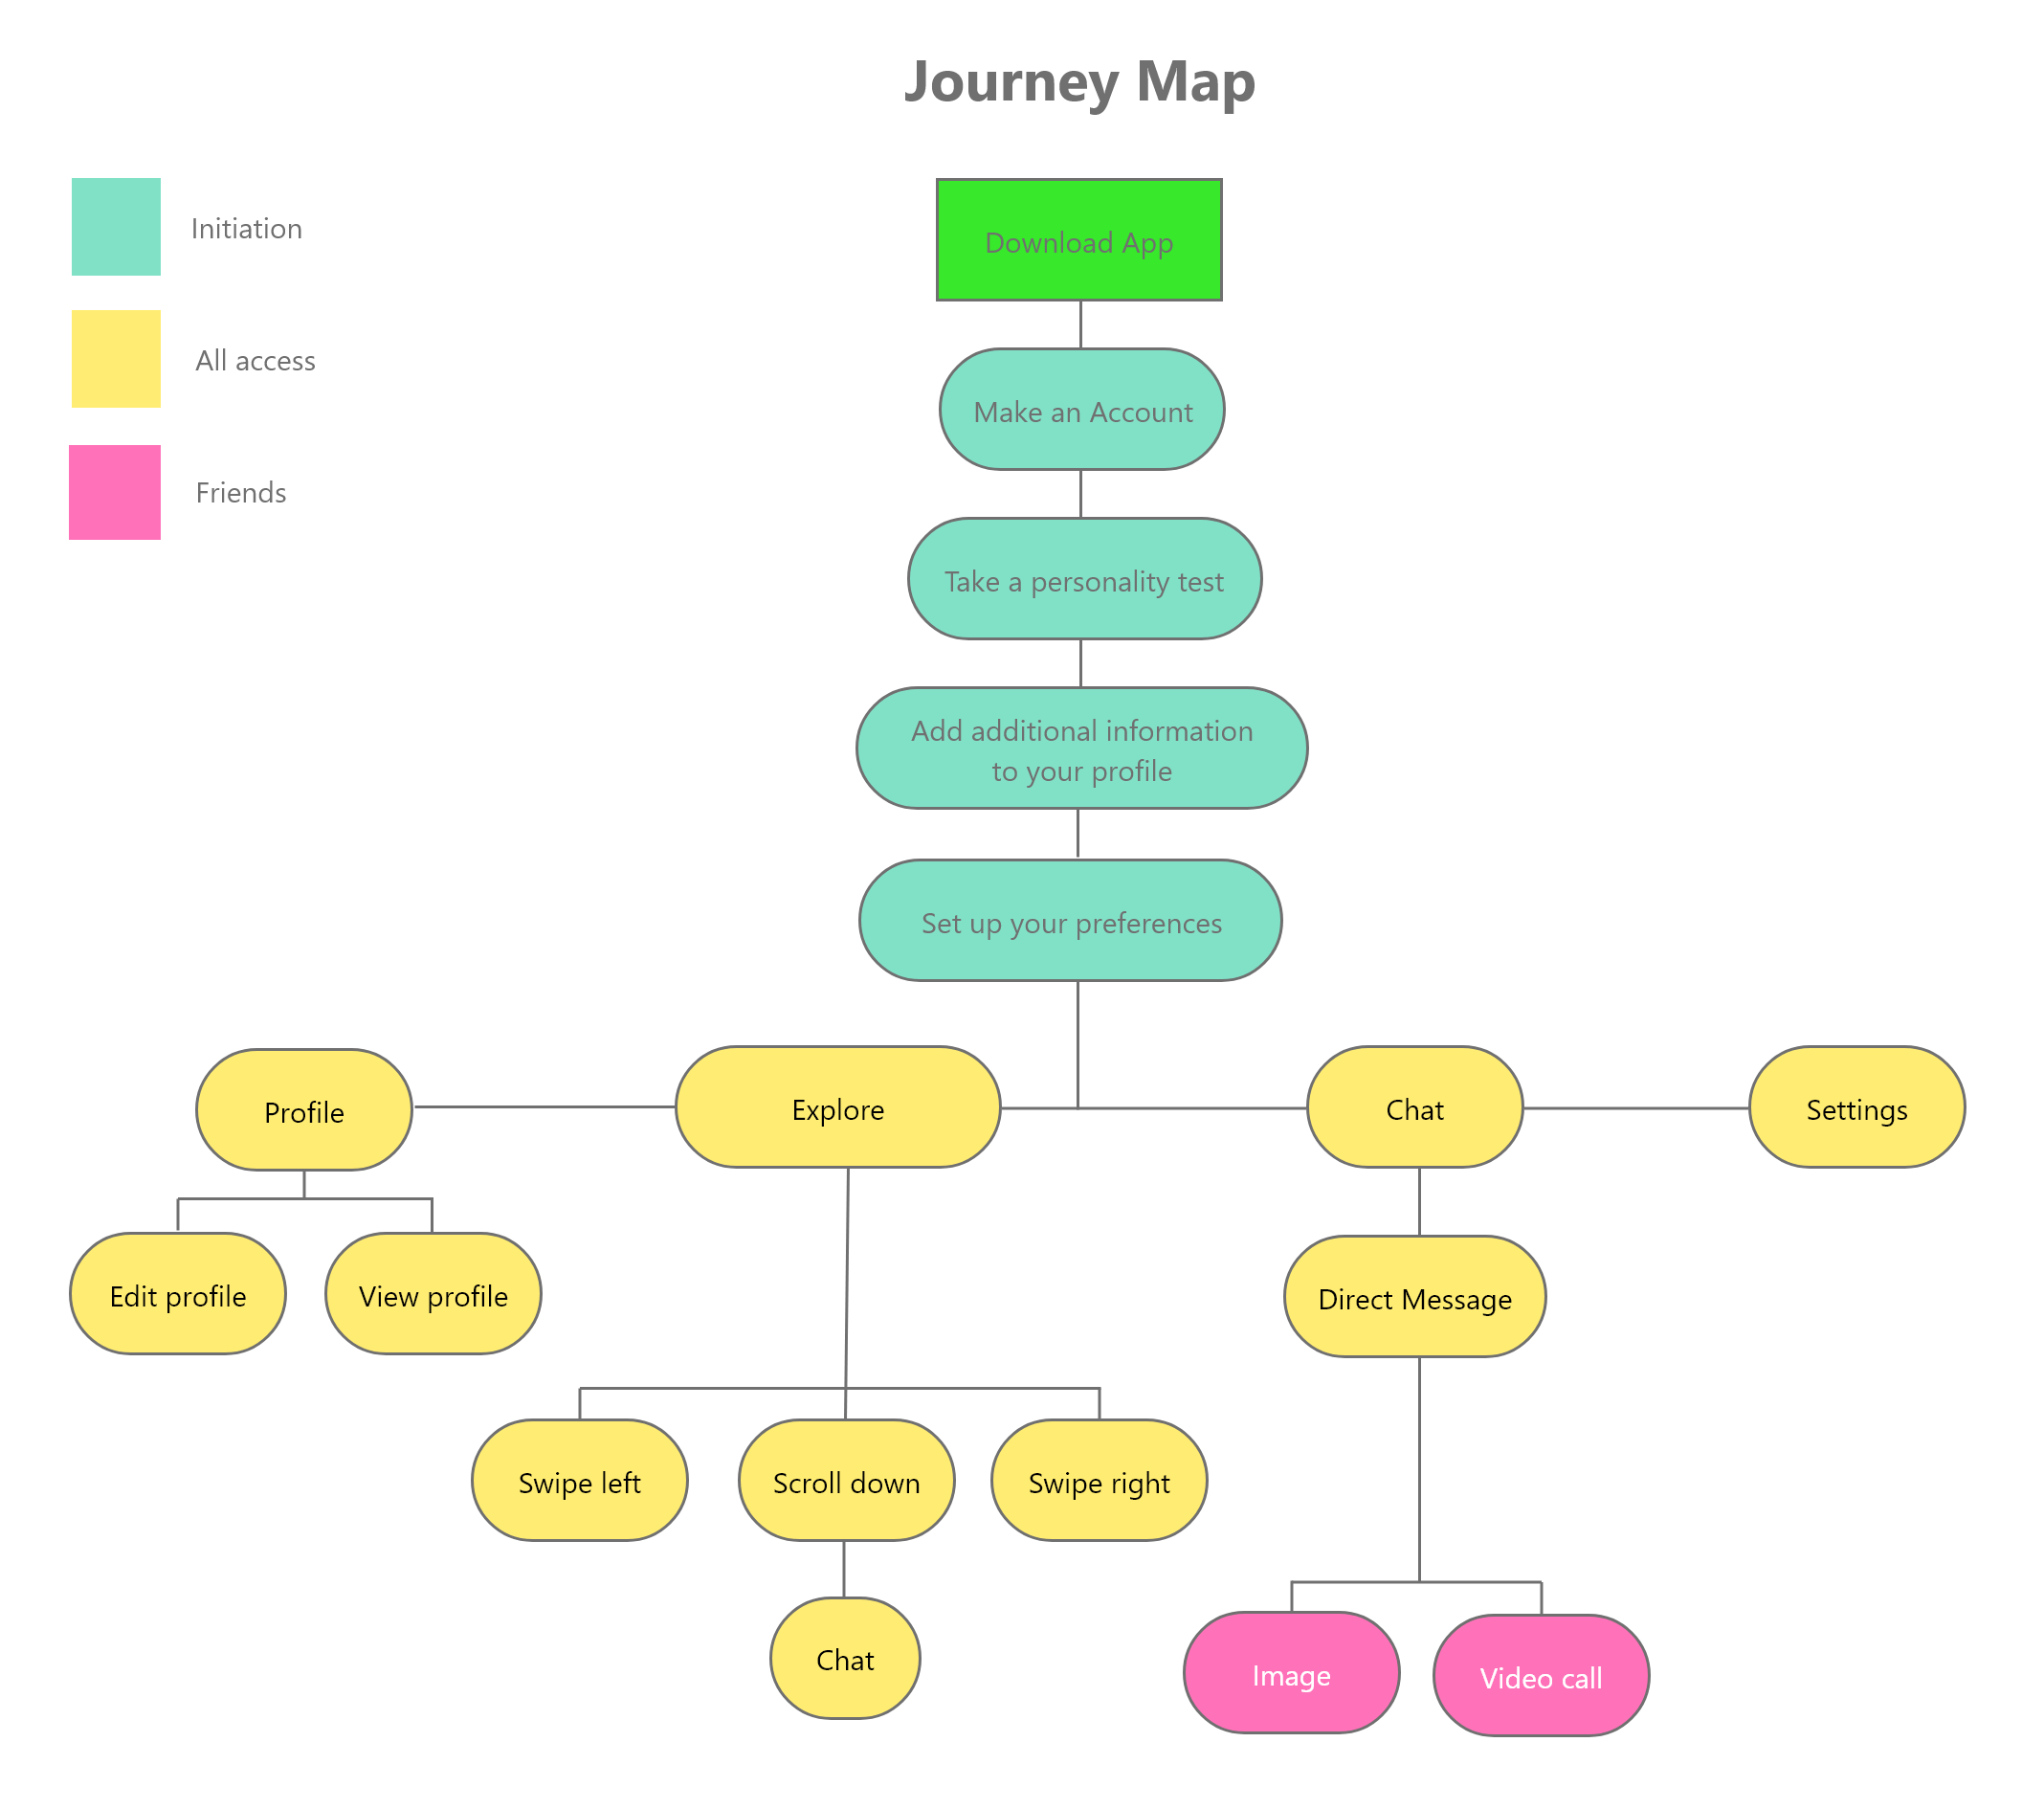 Journey Map
Initiation
All access
Friends
Download App
Make an Account
Take a personality test
Add additional information
to your profile
Set up your preferences
Profile
Explore
Chat
Settings
Edit profile
View profile
Direct Message
Swipe left
Scroll down
Swipe right
Chat
Image
Video call